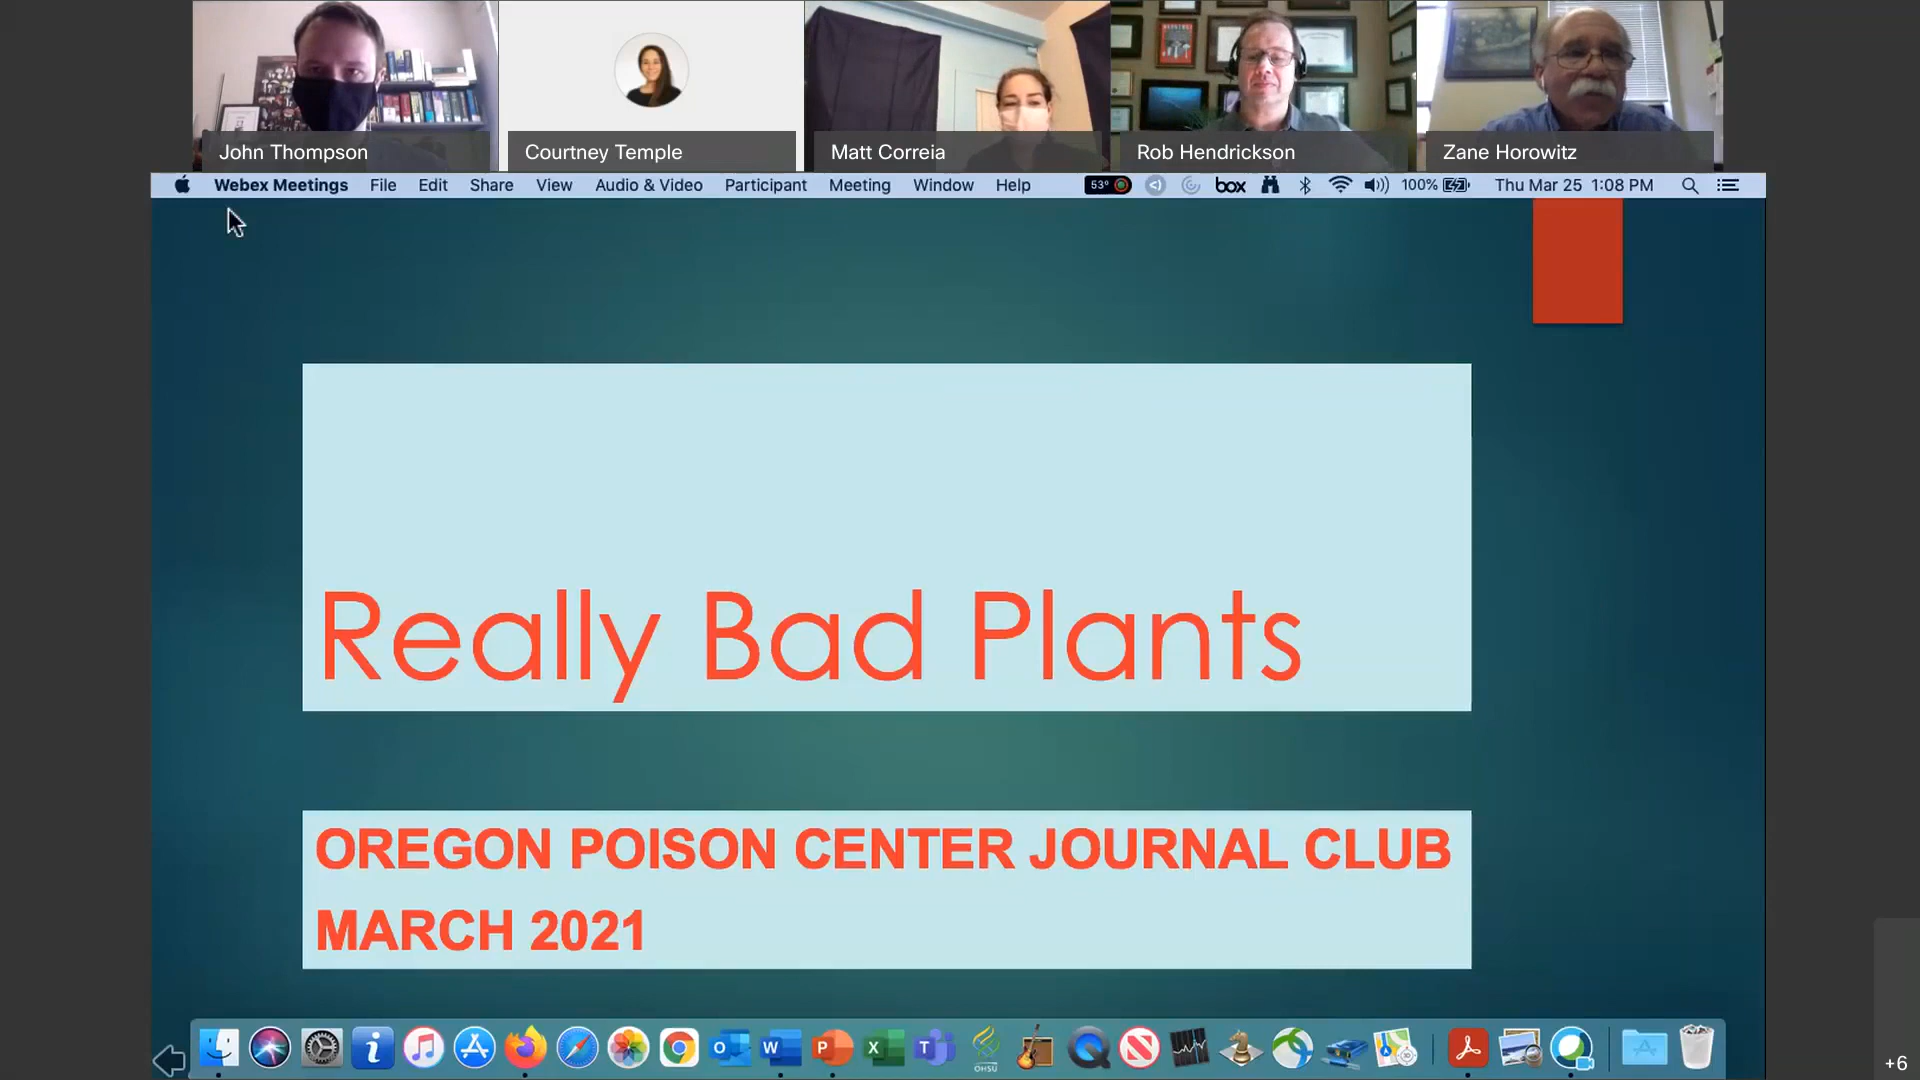 John Thompson
Courtney Temple
Matt Correia
Rob Hendrickson
Zane Horowitz
Webex Meetings File Edit Share View Audio & Video Participant Meeting Window Help 53° box 100% Thu Mar 25 1:08 PM
Really Bad Plants
OREGON POISON CENTER JOURNAL CLUB
MARCH 2021
OHSU
+6